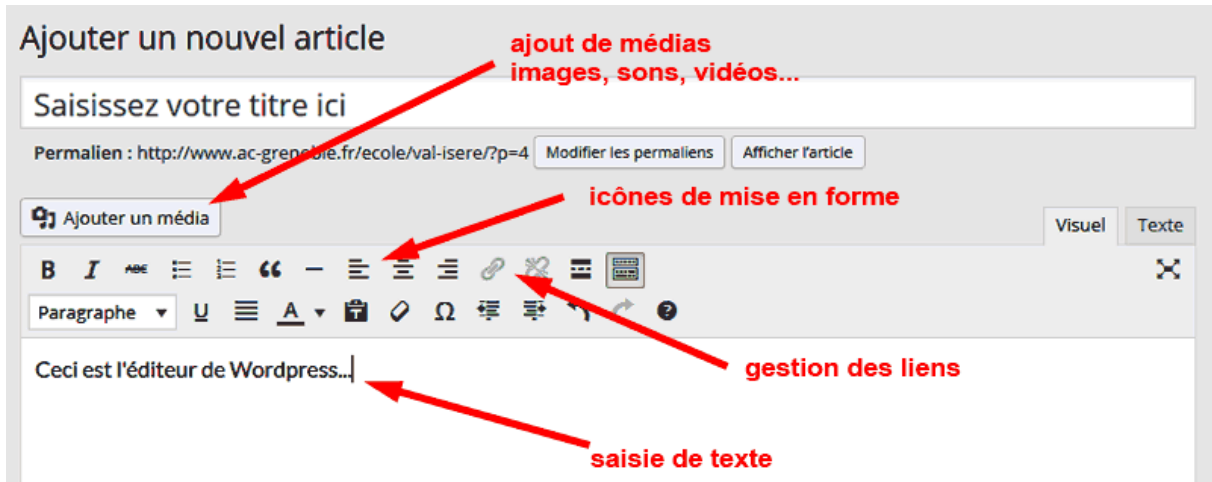 Ajouter un nouvel article
ajout de médias
images, sons, vidéos...
Saisissez votre titre ici
Permalien : http://www.ac-grenoble.fr/ecole/val-isere/?p=4 Modifier les permaliens Afficher l'article
icônes de mise en forme
Ajouter un média
Visuel Texte
B I ABE
Paragraphe U A T Ω ?
Ceci est l'éditeur de Wordpress...
gestion des liens
saisie de texte